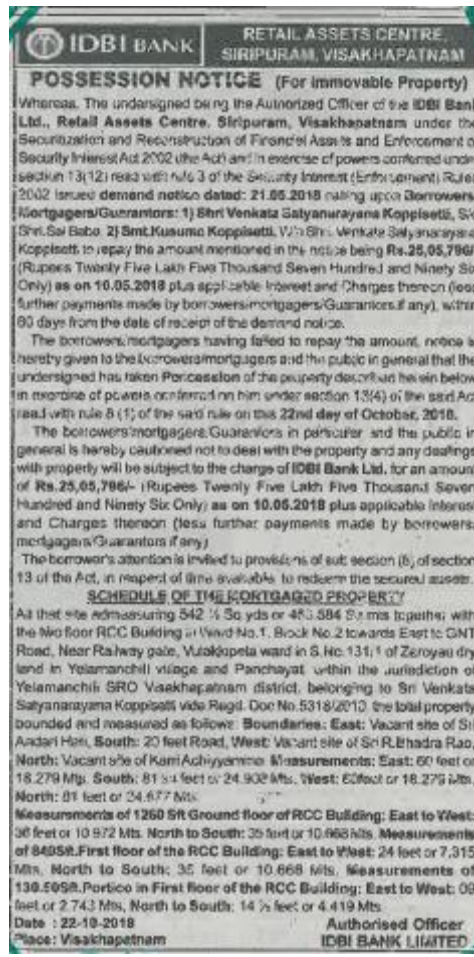 IDBI BANK
RETAIL ASSETS CENTRE,
SIRIPURAM, VISAKHAPATNAM
POSSESSION NOTICE (For Immovable Property)
Whereas, The undersigned being the Authorized Officer of the IDBI Bank
Ltd., Retail Assets Centre, Siripuram, Visakhapatnam under the
Securitization and Reconstruction of Financial Assets and Enforcement o
Security Interest Act 2002 (the Act) and in exercise of powers conferred under
section 13(12) read with rule 3 of the Security Interest (Enforcement) Rules
2002 issued demand notice dated: 21.05.2018 calling upon Borrowers
Mortgagers/Guarantors: 1) Shri Venkata Satyanarayana Koppisetti, S/o
Shri.Sai Baba. 2) Smt.Kusuma Koppisetti, W/o Shri. Venkata Satyanarayana
Koppisetti to repay the amount mentioned in the notice being Rs.25,05,796/-
(Rupees Twenty Five Lakh Five Thousand Seven Hundred and Ninety Six
Only) as on 10.05.2018 plus applicable Interest and Charges thereon (less
further payments made by borrowers/mortgagers/Guarantors if any), within
60 days from the date of receipt of the demand notice.
The borrowers/mortgagers having failed to repay the amount, notice is
hereby given to the borrowers/mortgagers and the public in general that the
undersigned has taken Possession of the property described herein below
in exercise of powers conferred on him under section 13(4) of the said Act
read with rule 8 (1) of the said rule on this 22nd day of October, 2018.
The borrowers/mortgagers/Guarantors in particular and the public in
general is hereby cautioned not to deal with the property and any dealings
with property will be subject to the charge of IDBI Bank Ltd. for an amount
of Rs.25,05,796/- (Rupees Twenty Five Lakh Five Thousand Seven
Hundred and Ninety Six Only) as on 10.05.2018 plus applicable Interest
and Charges thereon (less further payments made by borrowers/
mortgagers/Guarantors if any)
The borrower's attention is invited to provisions of sub section (8) of section
13 of the Act, in respect of time available, to redeem the secured assets.
SCHEDULE OF THE MORTGAGED PROPERTY
All that site admeasuring 542 Sq yds or Sq mts together with
the two floor RCC Building in Ward No.1, Block No.2 towards East to GNT
Road, Near Railway gate, ward in S.No.131/1 of Zeroyati dry
land in Yelamanchili village and Panchayat, within the jurisdiction of
Yelamanchili SRO Visakhapatnam district, belonging to Sri Venkata
Satyanarayana Koppisetti vide Regd. Doc No.5318/2010, the total property
bounded and measured as follows: Boundaries: East: Vacant site of Sri
Hari, South: 20 feet Road, West: Vacant site of Sri R.Bhadra Rao,
North: Vacant site of Karri Achiyyamma. Measurements: East: 60 feet or
18.279 Mts. South: 81 feet or Mts. West: 60feet or 18.279 Mts.
North: 81 feet or 24.677 Mts.
Measurements of 1260 Sft Ground floor of RCC Building: East to West:
36 feet or 10.972 Mts. North to South: 35 feet or 10.668 Mts. Measurements
of 840Sft.First floor of the RCC Building: East to West: 24 feet or 7.315
Mts, North to South: 35 feet or 10.668 Mts. Measurements of
130.50Sft.Portico in First floor of the RCC Building: East to West: 09
feet or 2.743 Mts, North to South: 14 ½ feet or 4.419 Mts.
Date : 22-10-2018
Authorised Officer
Place: Visakhapatnam
IDBI BANK LIMITED